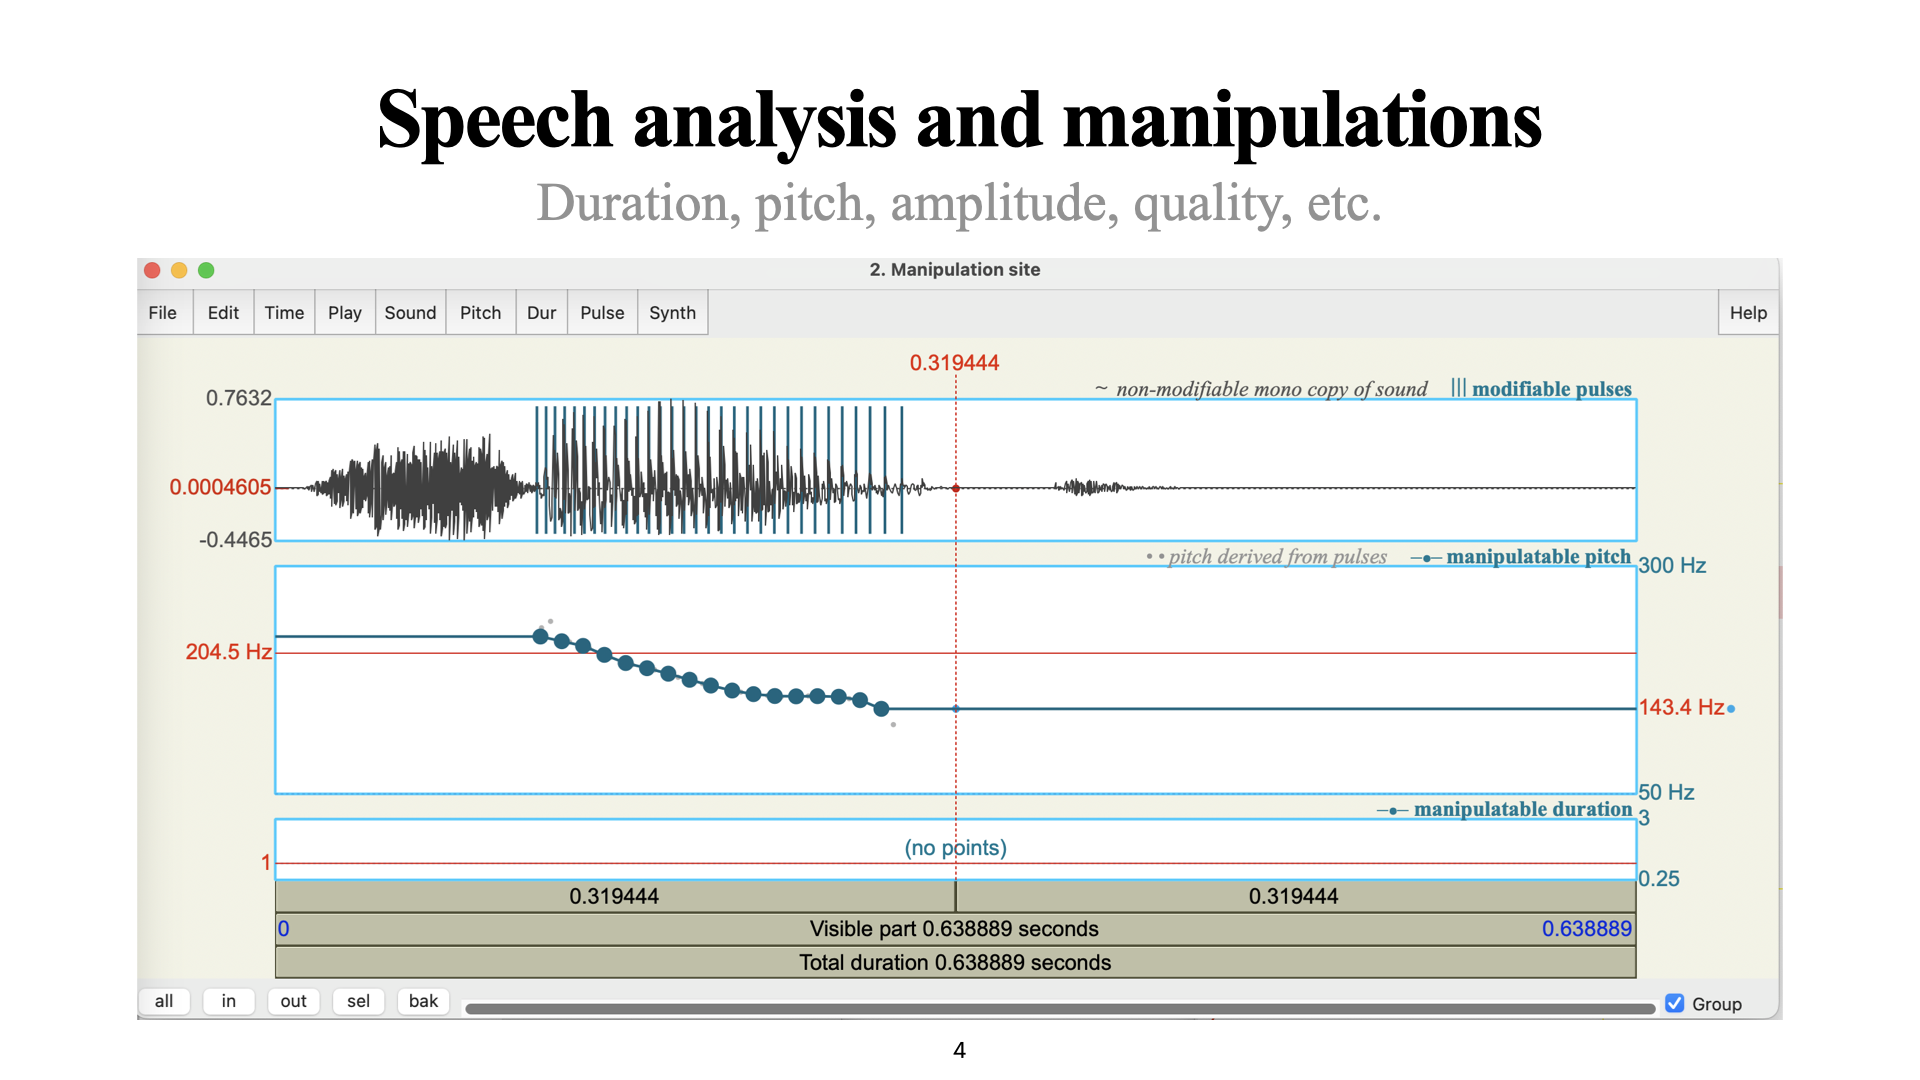 Speech analysis and manipulations
Duration, pitch, amplitude, quality, etc.
2. Manipulation site
File Edit Time Play Sound Pitch Dur Pulse Synth Help
0.319444
~ non-modifiable mono copy of sound ||| modifiable pulses
0.7632
0.0004605
-0.4465
•• pitch derived from pulses manipulatable pitch
300 Hz
204.5 Hz
143.4 Hz
50 Hz
manipulatable duration
3
(no points)
1
0.25
0.319444 0.319444
0 Visible part 0.638889 seconds 0.638889
Total duration 0.638889 seconds
all in out sel bak Group
4